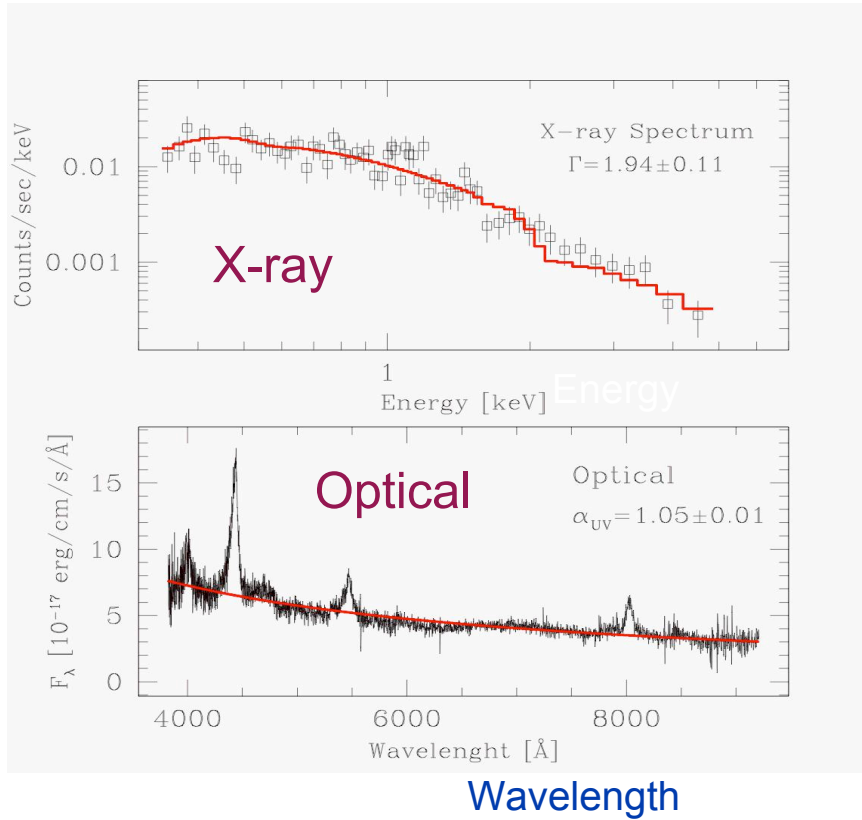 Counts/sec/keV
0.01
0.001
X-ray Spectrum
Γ=1.94±0.11
X-ray
1
Energy [keV]
Energy
F_λ [10⁻¹⁷ erg/cm/s/Å]
15
10
5
0
Optical
Optical
α_UV=1.05±0.01
4000
6000
8000
Wavelenght [Å]
Wavelength